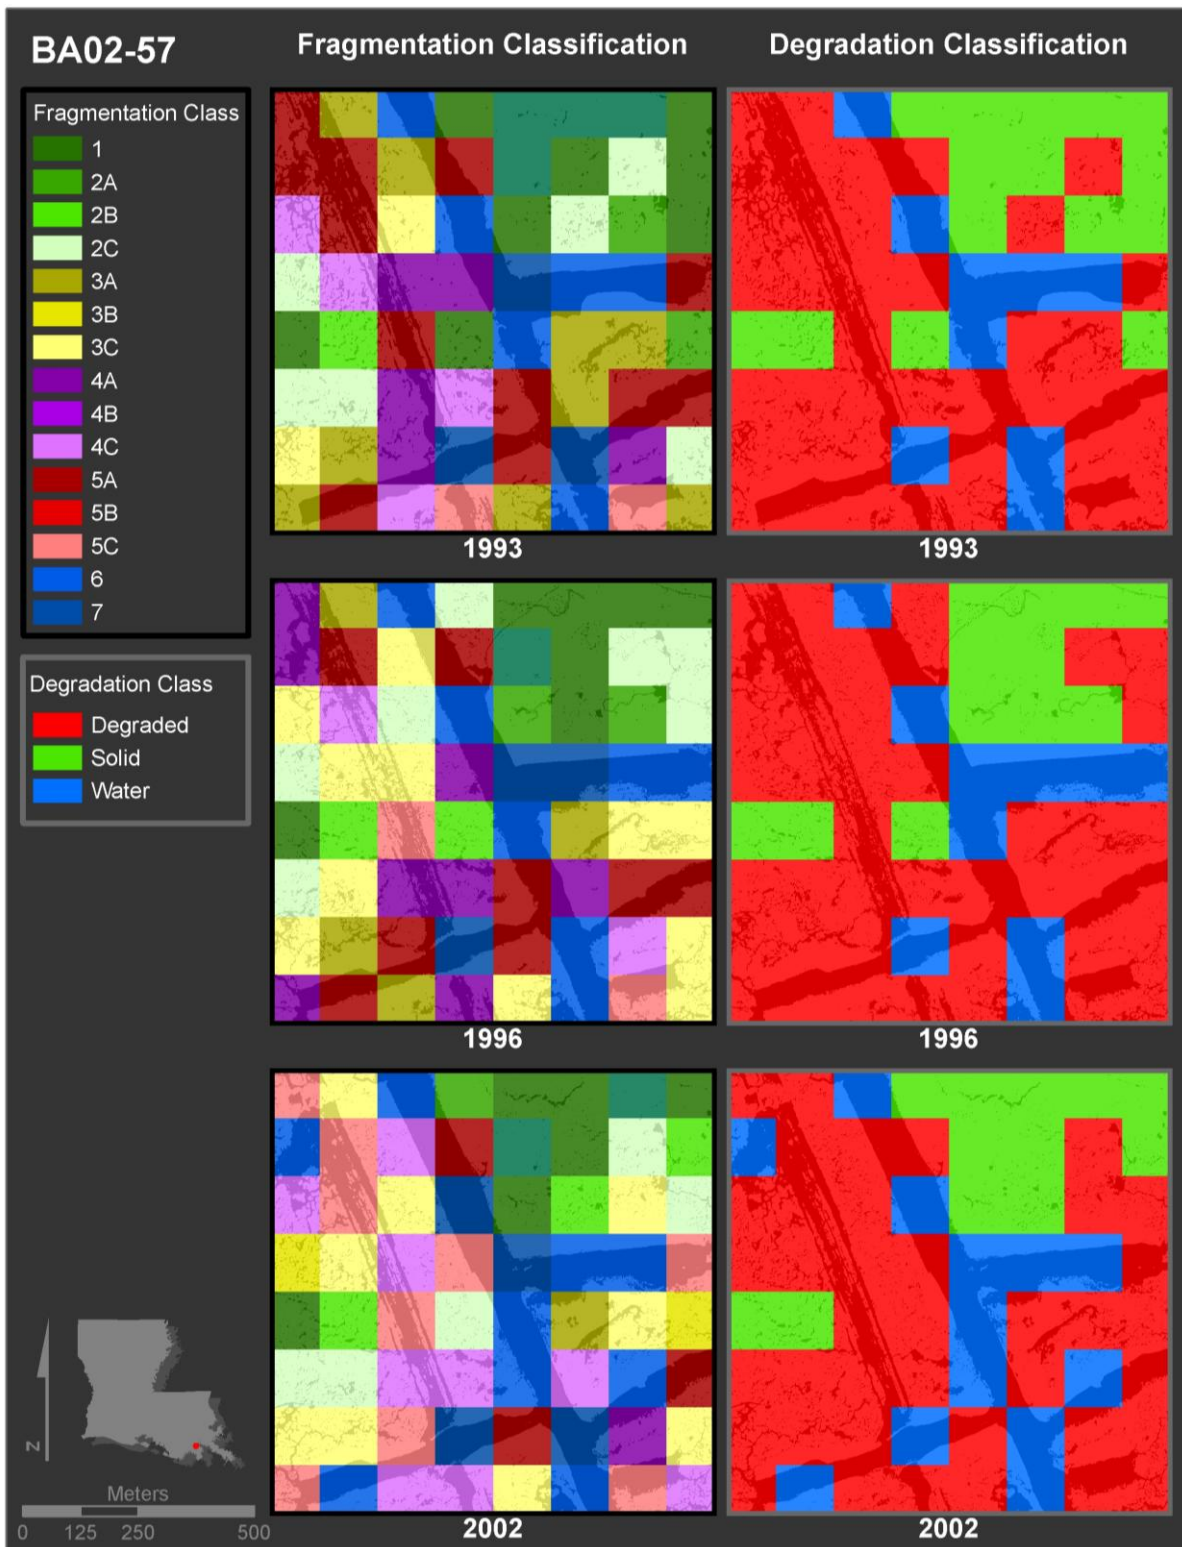 BA02-57
Fragmentation Classification
Degradation Classification
Fragmentation Class
1
2A
2B
2C
3A
3B
3C
4A
4B
4C
5A
5B
5C
6
7
Degradation Class
Degraded
Solid
Water
1993
1993
1996
1996
N
Meters
0 125 250 500
2002
2002